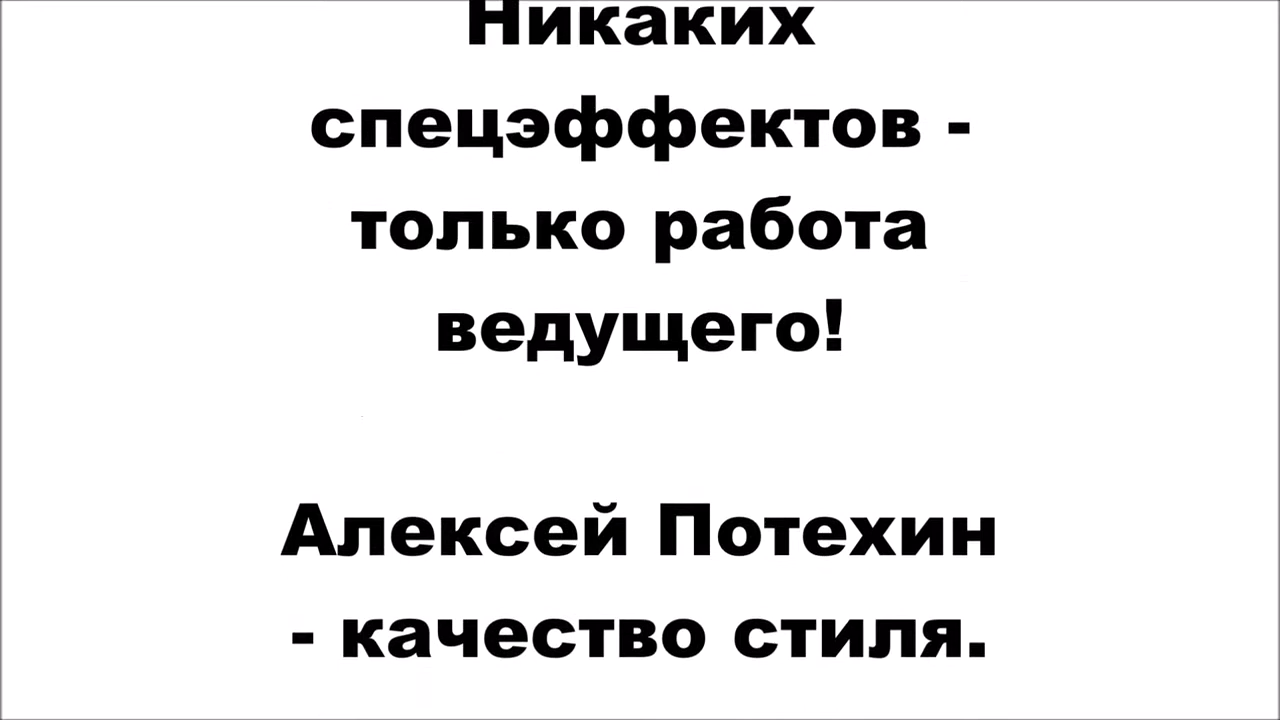 Никаких
спецэффектов -
только работа
ведущего!
Алексей Потехин
- качество стиля.